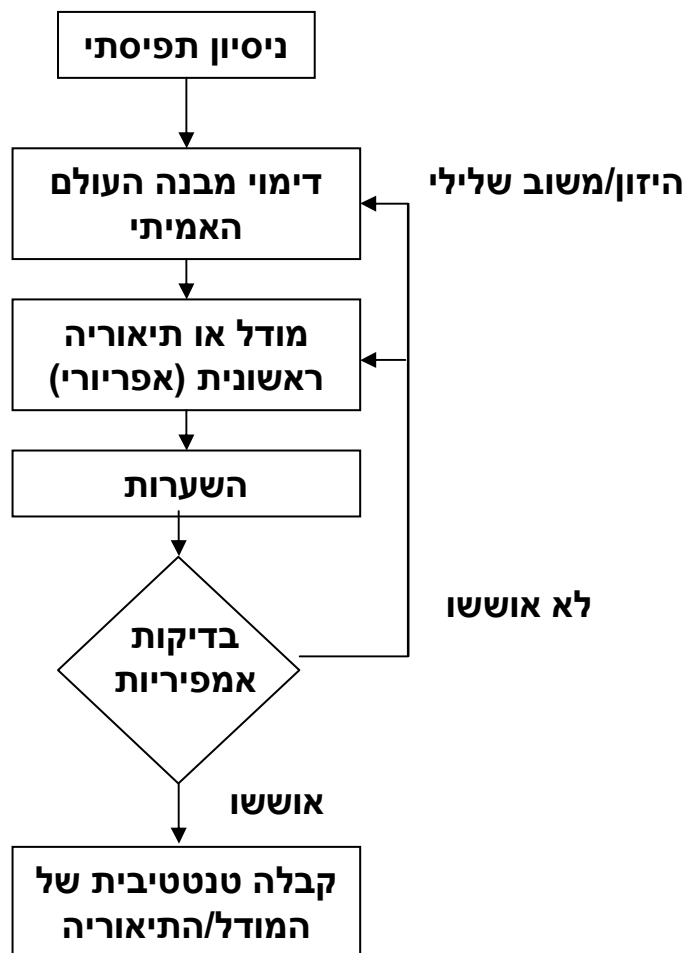 ניסיון תפיסתי
דימוי מבנה העולם
האמיתי
היזון/משוב שלילי
מודל או תיאוריה
ראשונית (אפריורי)
השערות
בדיקות
אמפיריות
לא אוששו
אוששו
קבלה טנטטיבית של
המודל/התיאוריה